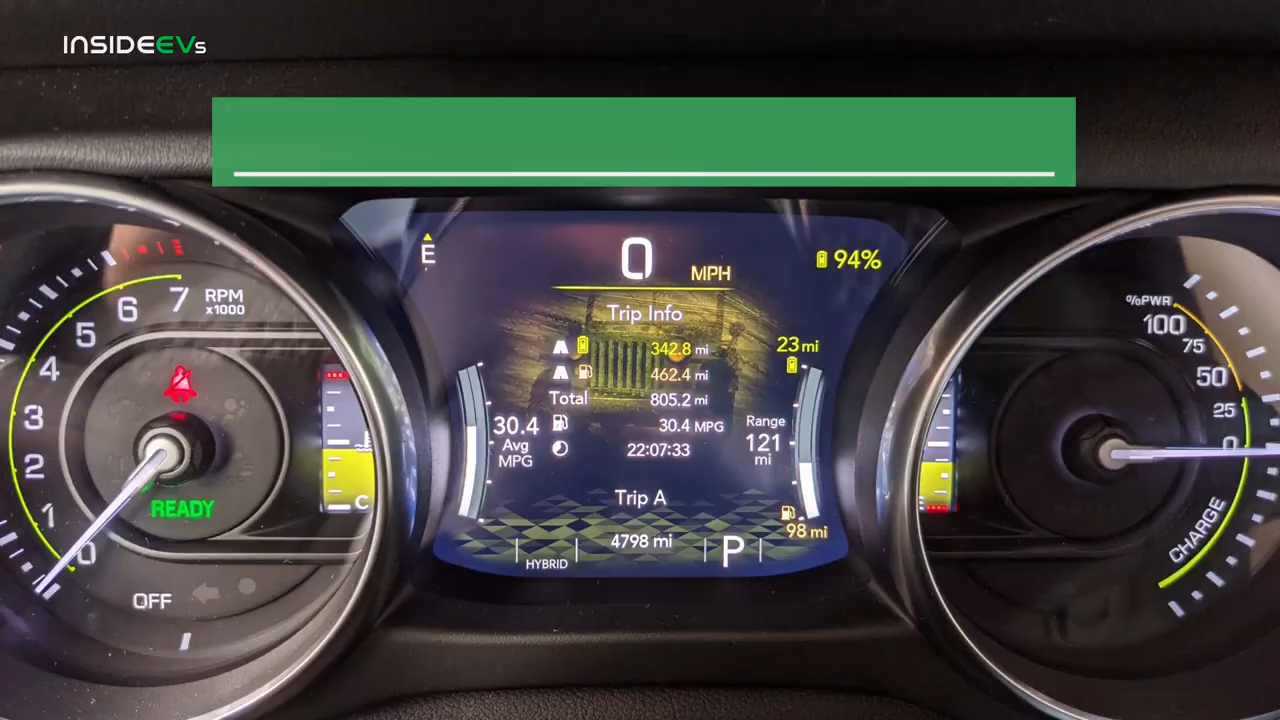 INSIDEEVs
E
0
MPH
94%
Trip Info
342.8 mi
462.4 mi
Total 805.2 mi
30.4 MPG
22:07:33
Trip A
4798 mi
HYBRID
P
30.4
Avg
MPG
23mi
Range
121
mi
98 mi
RPM
x1000
7
6
5
4
3
2
1
0
READY
OFF
C
%PWR
100
75
50
25
0
CHARGE